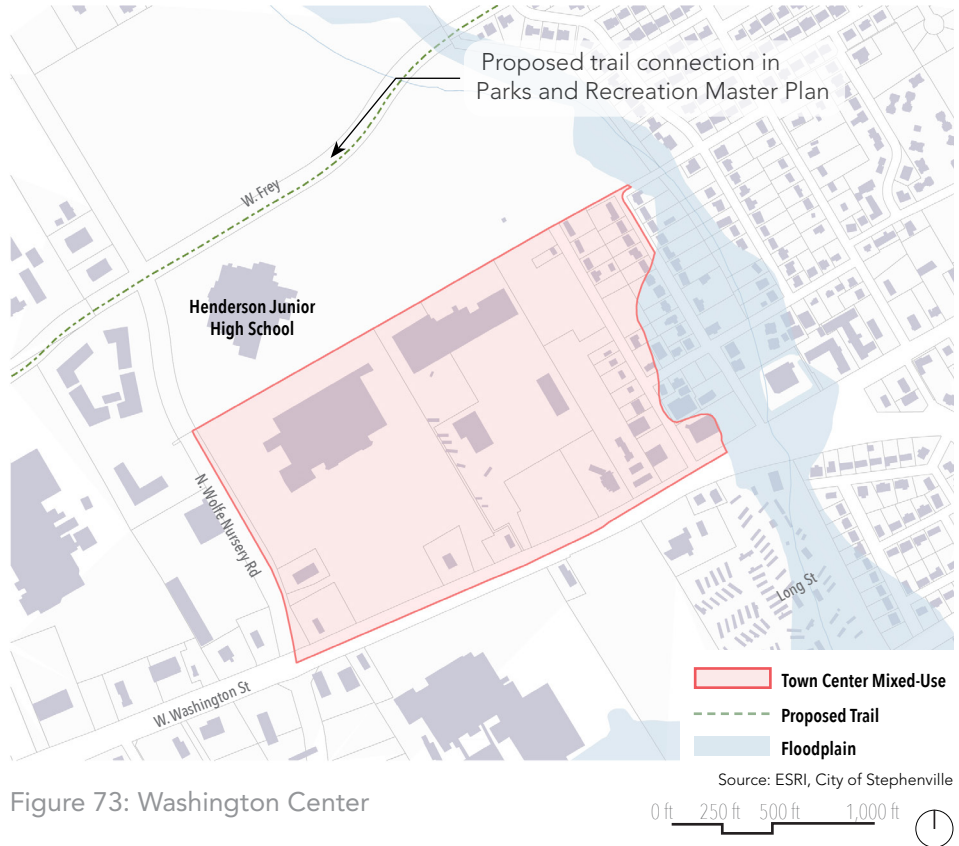 Proposed trail connection in
Parks and Recreation Master Plan
W. Frey
Henderson Junior
High School
N. Wolfe Nursery Rd
Long St
W. Washington St
Town Center Mixed-Use
Proposed Trail
Floodplain
Source: ESRI, City of Stephenville
Figure 73: Washington Center
0 ft 250 ft 500 ft 1,000 ft